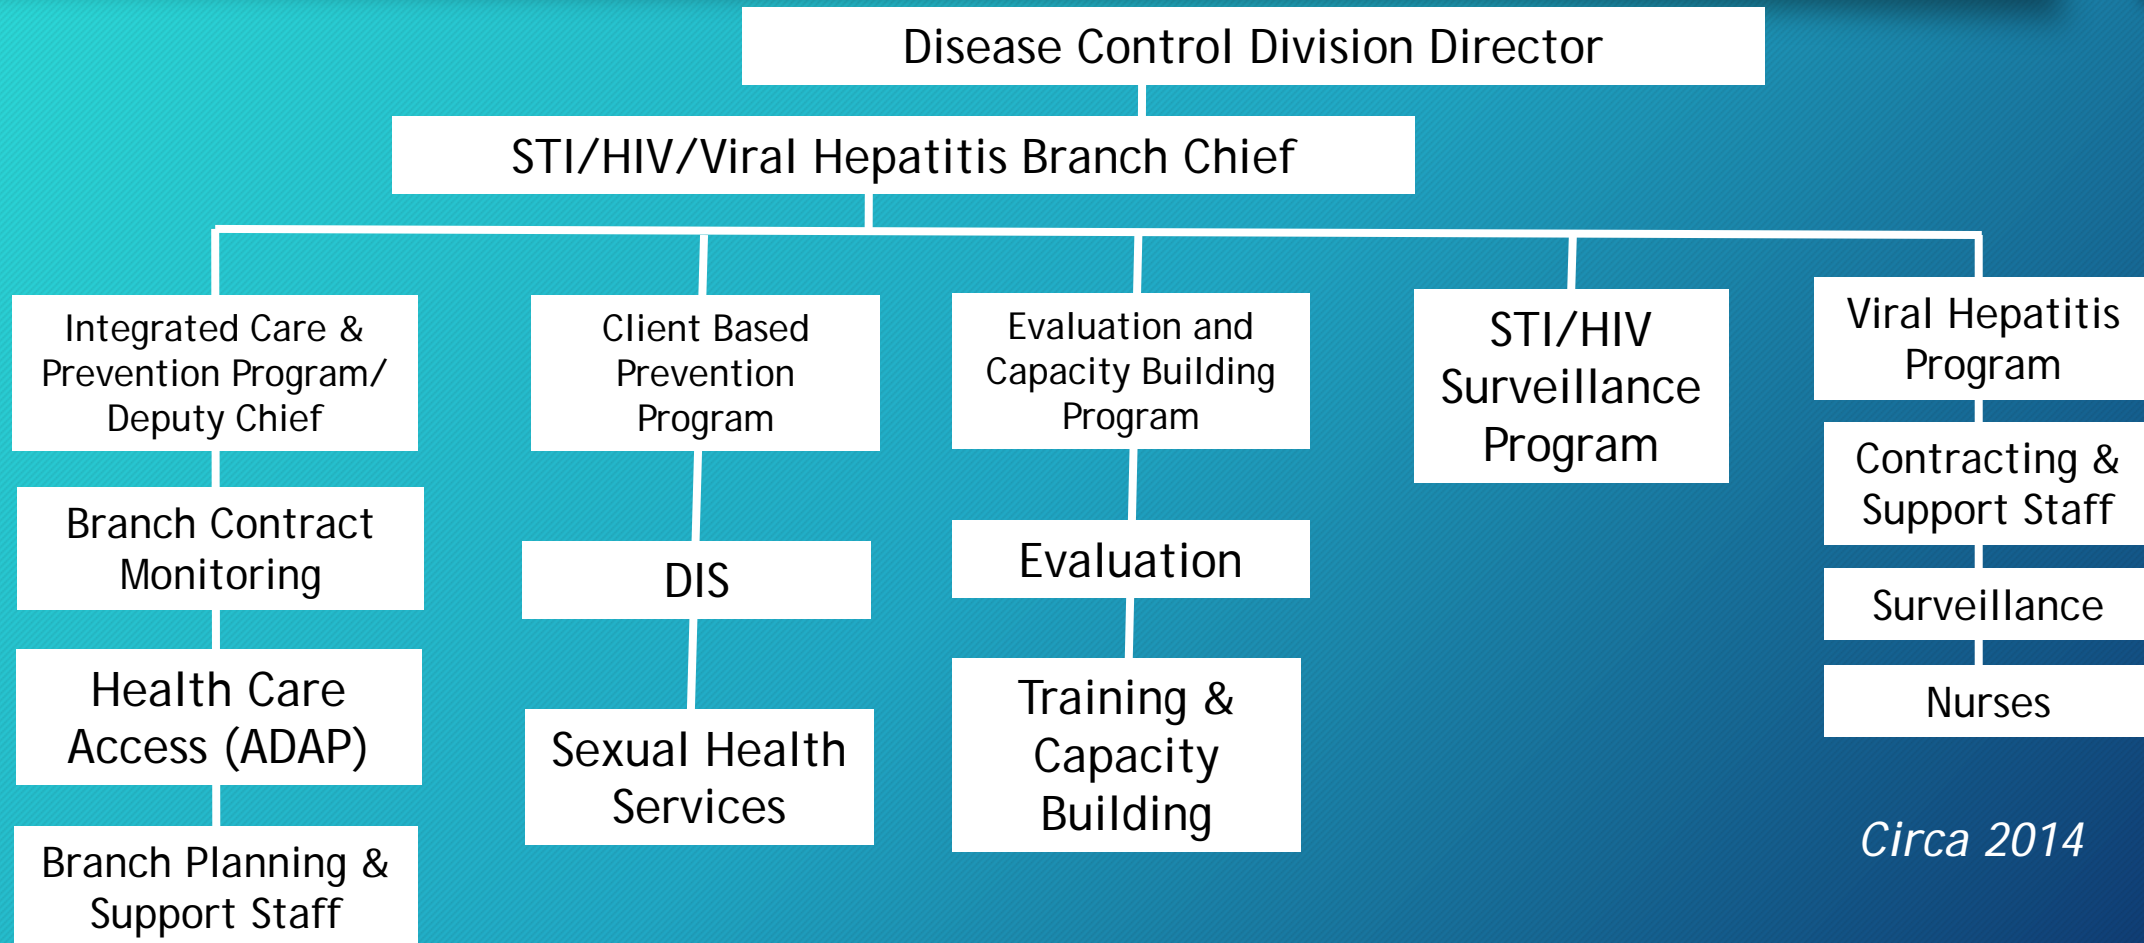 Disease Control Division Director
STI/HIV/Viral Hepatitis Branch Chief
Integrated Care &
Prevention Program/
Deputy Chief
Branch Contract
Monitoring
Health Care
Access (ADAP)
Branch Planning &
Support Staff
Client Based
Prevention
Program
DIS
Sexual Health
Services
Evaluation and
Capacity Building
Program
Evaluation
Training &
Capacity
Building
STI/HIV
Surveillance
Program
Viral Hepatitis
Program
Contracting &
Support Staff
Surveillance
Nurses
Circa 2014